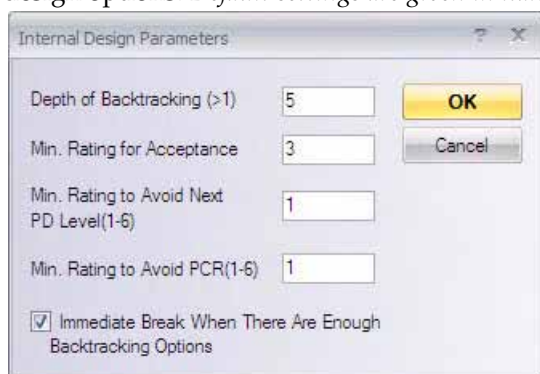 Internal Design Parameters ? X
Depth of Backtracking (>1) 5 OK
Min. Rating for Acceptance 3 Cancel
Min. Rating to Avoid Next
PD Level(1-6) 1
Min. Rating to Avoid PCR(1-6) 1
Immediate Break When There Are Enough
Backtracking Options